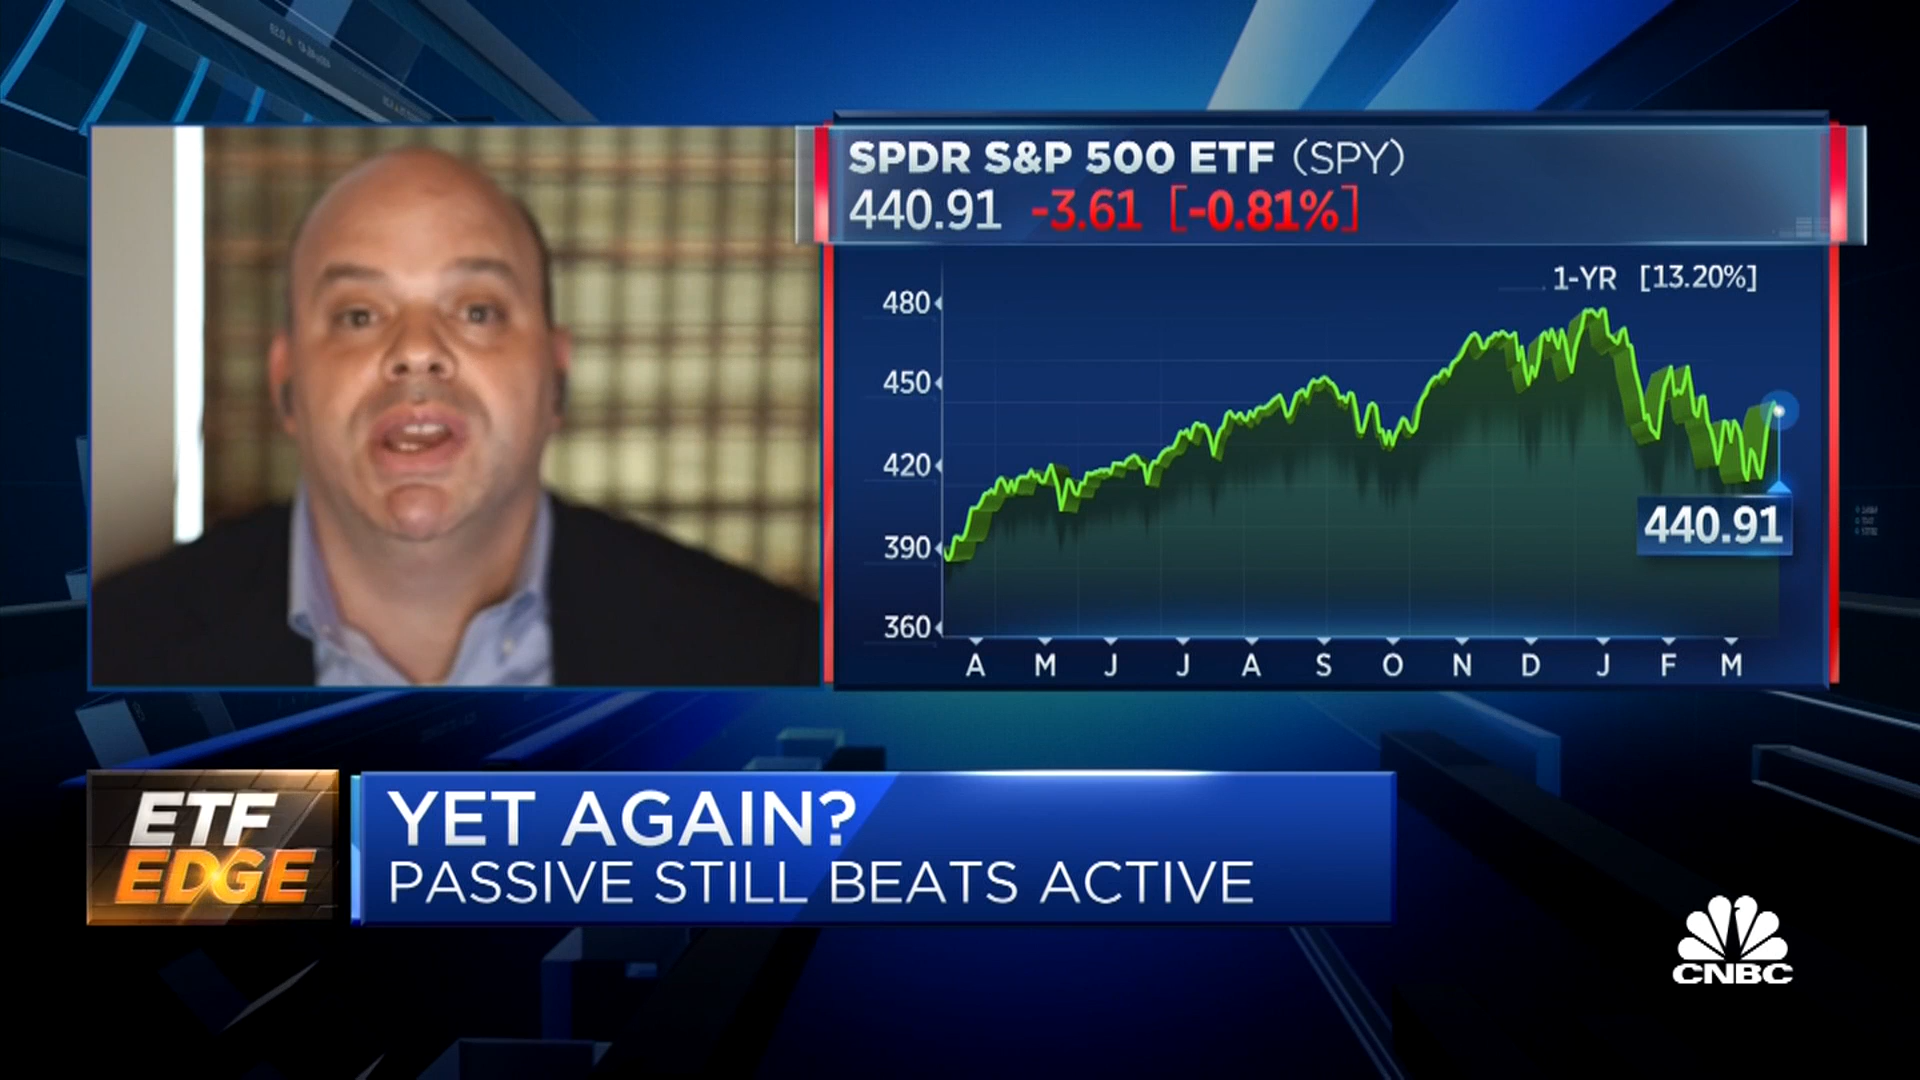 SPDR S&P 500 ETF (SPY)
440.91 -3.61 [-0.81%]
1-YR [13.20%]
480
450
420
390
360
440.91
A M J J A S O N D J F M
ETF
EDGE
YET AGAIN?
PASSIVE STILL BEATS ACTIVE
CNBC